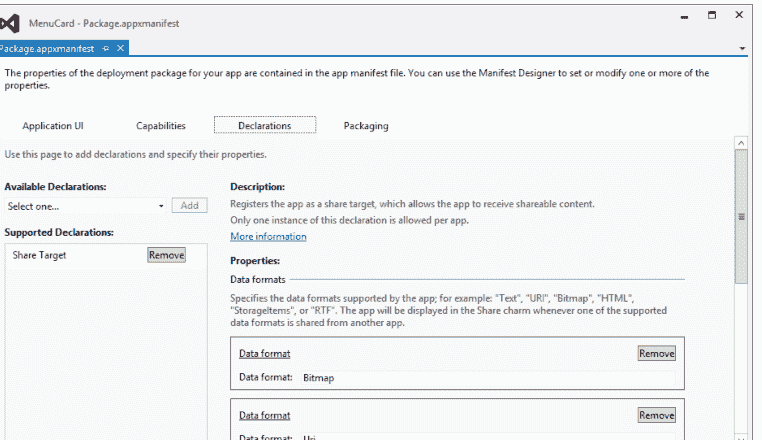 MenuCard - Package.appxmanifest
Package.appxmanifest
The properties of the deployment package for your app are contained in the app manifest file. You can use the Manifest Designer to set or modify one or more of the
properties.
Application UI Capabilities Declarations Packaging
Use this page to add declarations and specify their properties.
Available Declarations:
Select one... Add
Supported Declarations:
Share Target Remove
Description:
Registers the app as a share target, which allows the app to receive shareable content.
Only one instance of this declaration is allowed per app.
More information
Properties:
Data formats
Specifies the data formats supported by the app; for example: "Text", "URI", "Bitmap", "HTML",
"StorageItems", or "RTF". The app will be displayed in the Share charm whenever one of the supported
data formats is shared from another app.
Data format Remove
Data format: Bitmap
Data format Remove
Data format: Uri